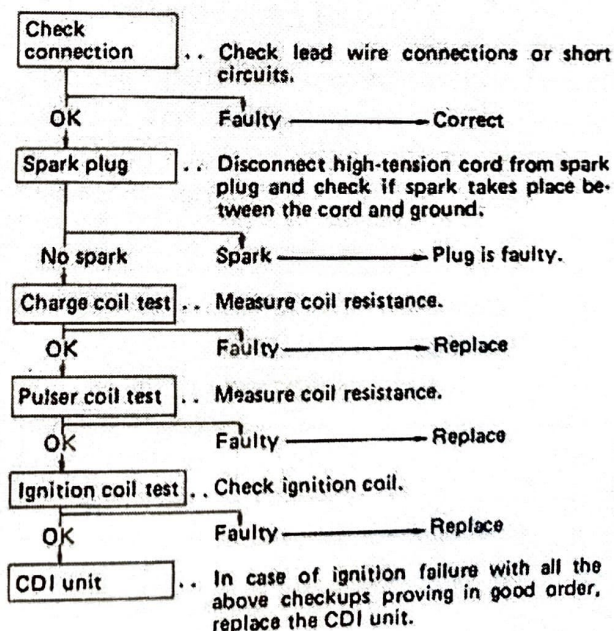 Check
connection .. Check lead wire connections or short
circuits.
OK Faulty Correct
Spark plug .. Disconnect high-tension cord from spark
plug and check if spark takes place be-
tween the cord and ground.
No spark Spark Plug is faulty.
Charge coil test .. Measure coil resistance.
OK Faulty Replace
Pulser coil test .. Measure coil resistance.
OK Faulty Replace
Ignition coil test .. Check ignition coil.
OK Faulty Replace
CDI unit .. In case of ignition failure with all the
above checkups proving in good order,
replace the CDI unit.